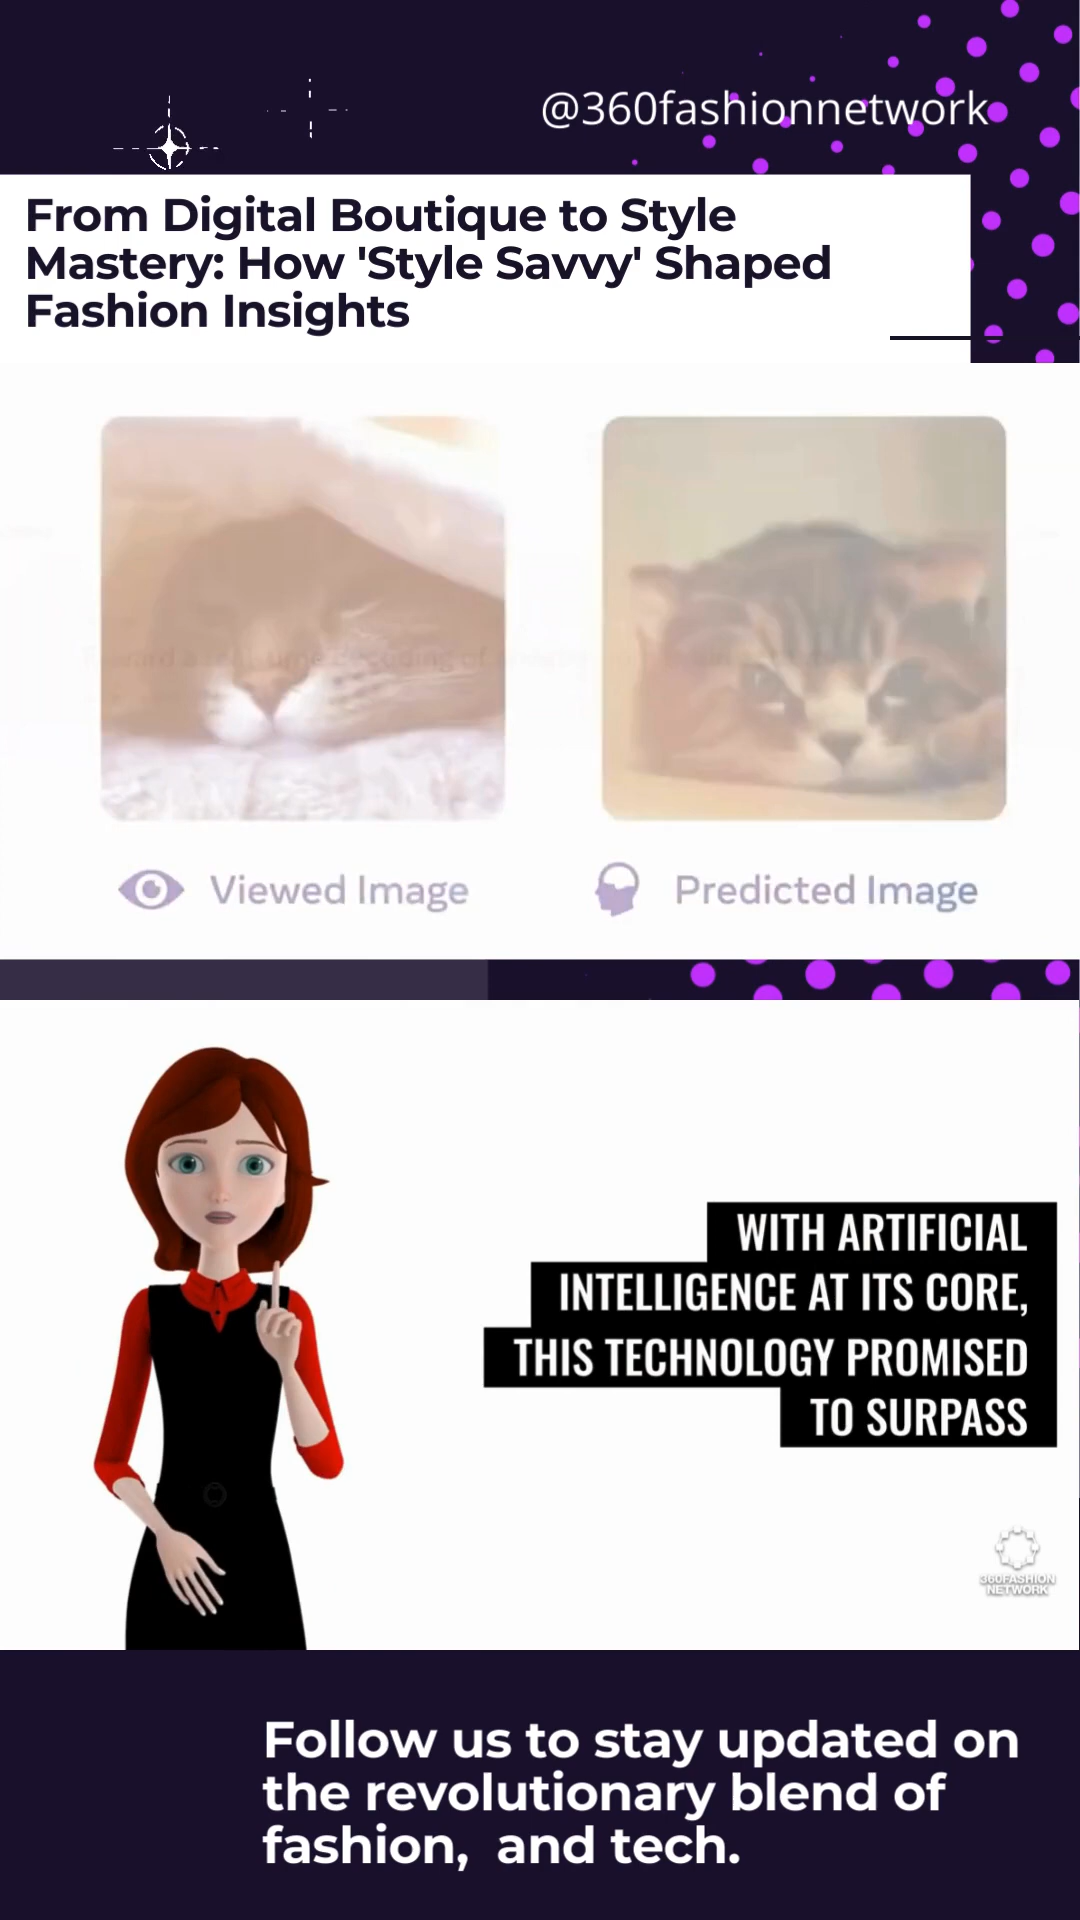 @360fashionnetwork
From Digital Boutique to Style
Mastery: How 'Style Savvy' Shaped
Fashion Insights
Viewed Image
Predicted Image
WITH ARTIFICIAL
INTELLIGENCE AT ITS CORE,
THIS TECHNOLOGY PROMISED
TO SURPASS
360FASHION
NETWORK
Follow us to stay updated on
the revolutionary blend of
fashion,  and tech.